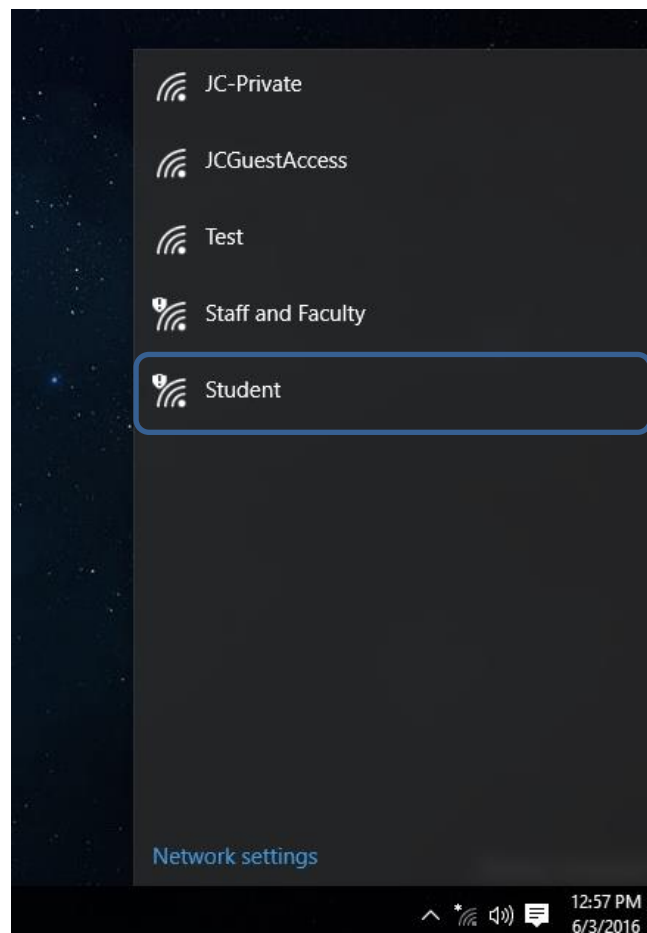 JC-Private
JCGuestAccess
Test
Staff and Faculty
Student
Network settings
12:57 PM
6/3/2016